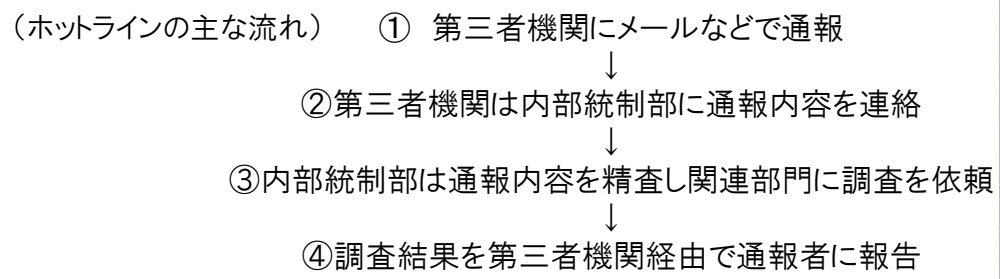 （ホットラインの主な流れ）　① 第三者機関にメールなどで通報
↓
②第三者機関は内部統制部に通報内容を連絡
↓
③内部統制部は通報内容を精査し関連部門に調査を依頼
↓
④調査結果を第三者機関経由で通報者に報告